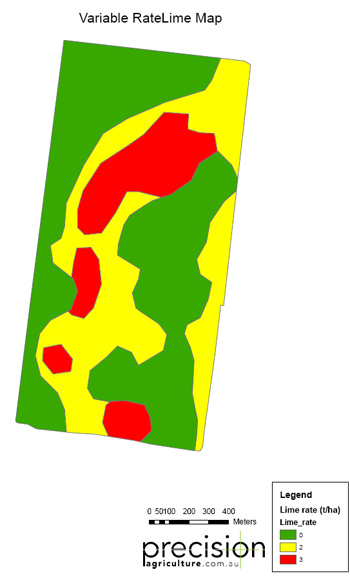 Variable RateLime Map
0 50100 200 300 400
Meters
precision
agriculture.com.au
Legend
Lime rate (t/ha)
Lime_rate
0
2
3